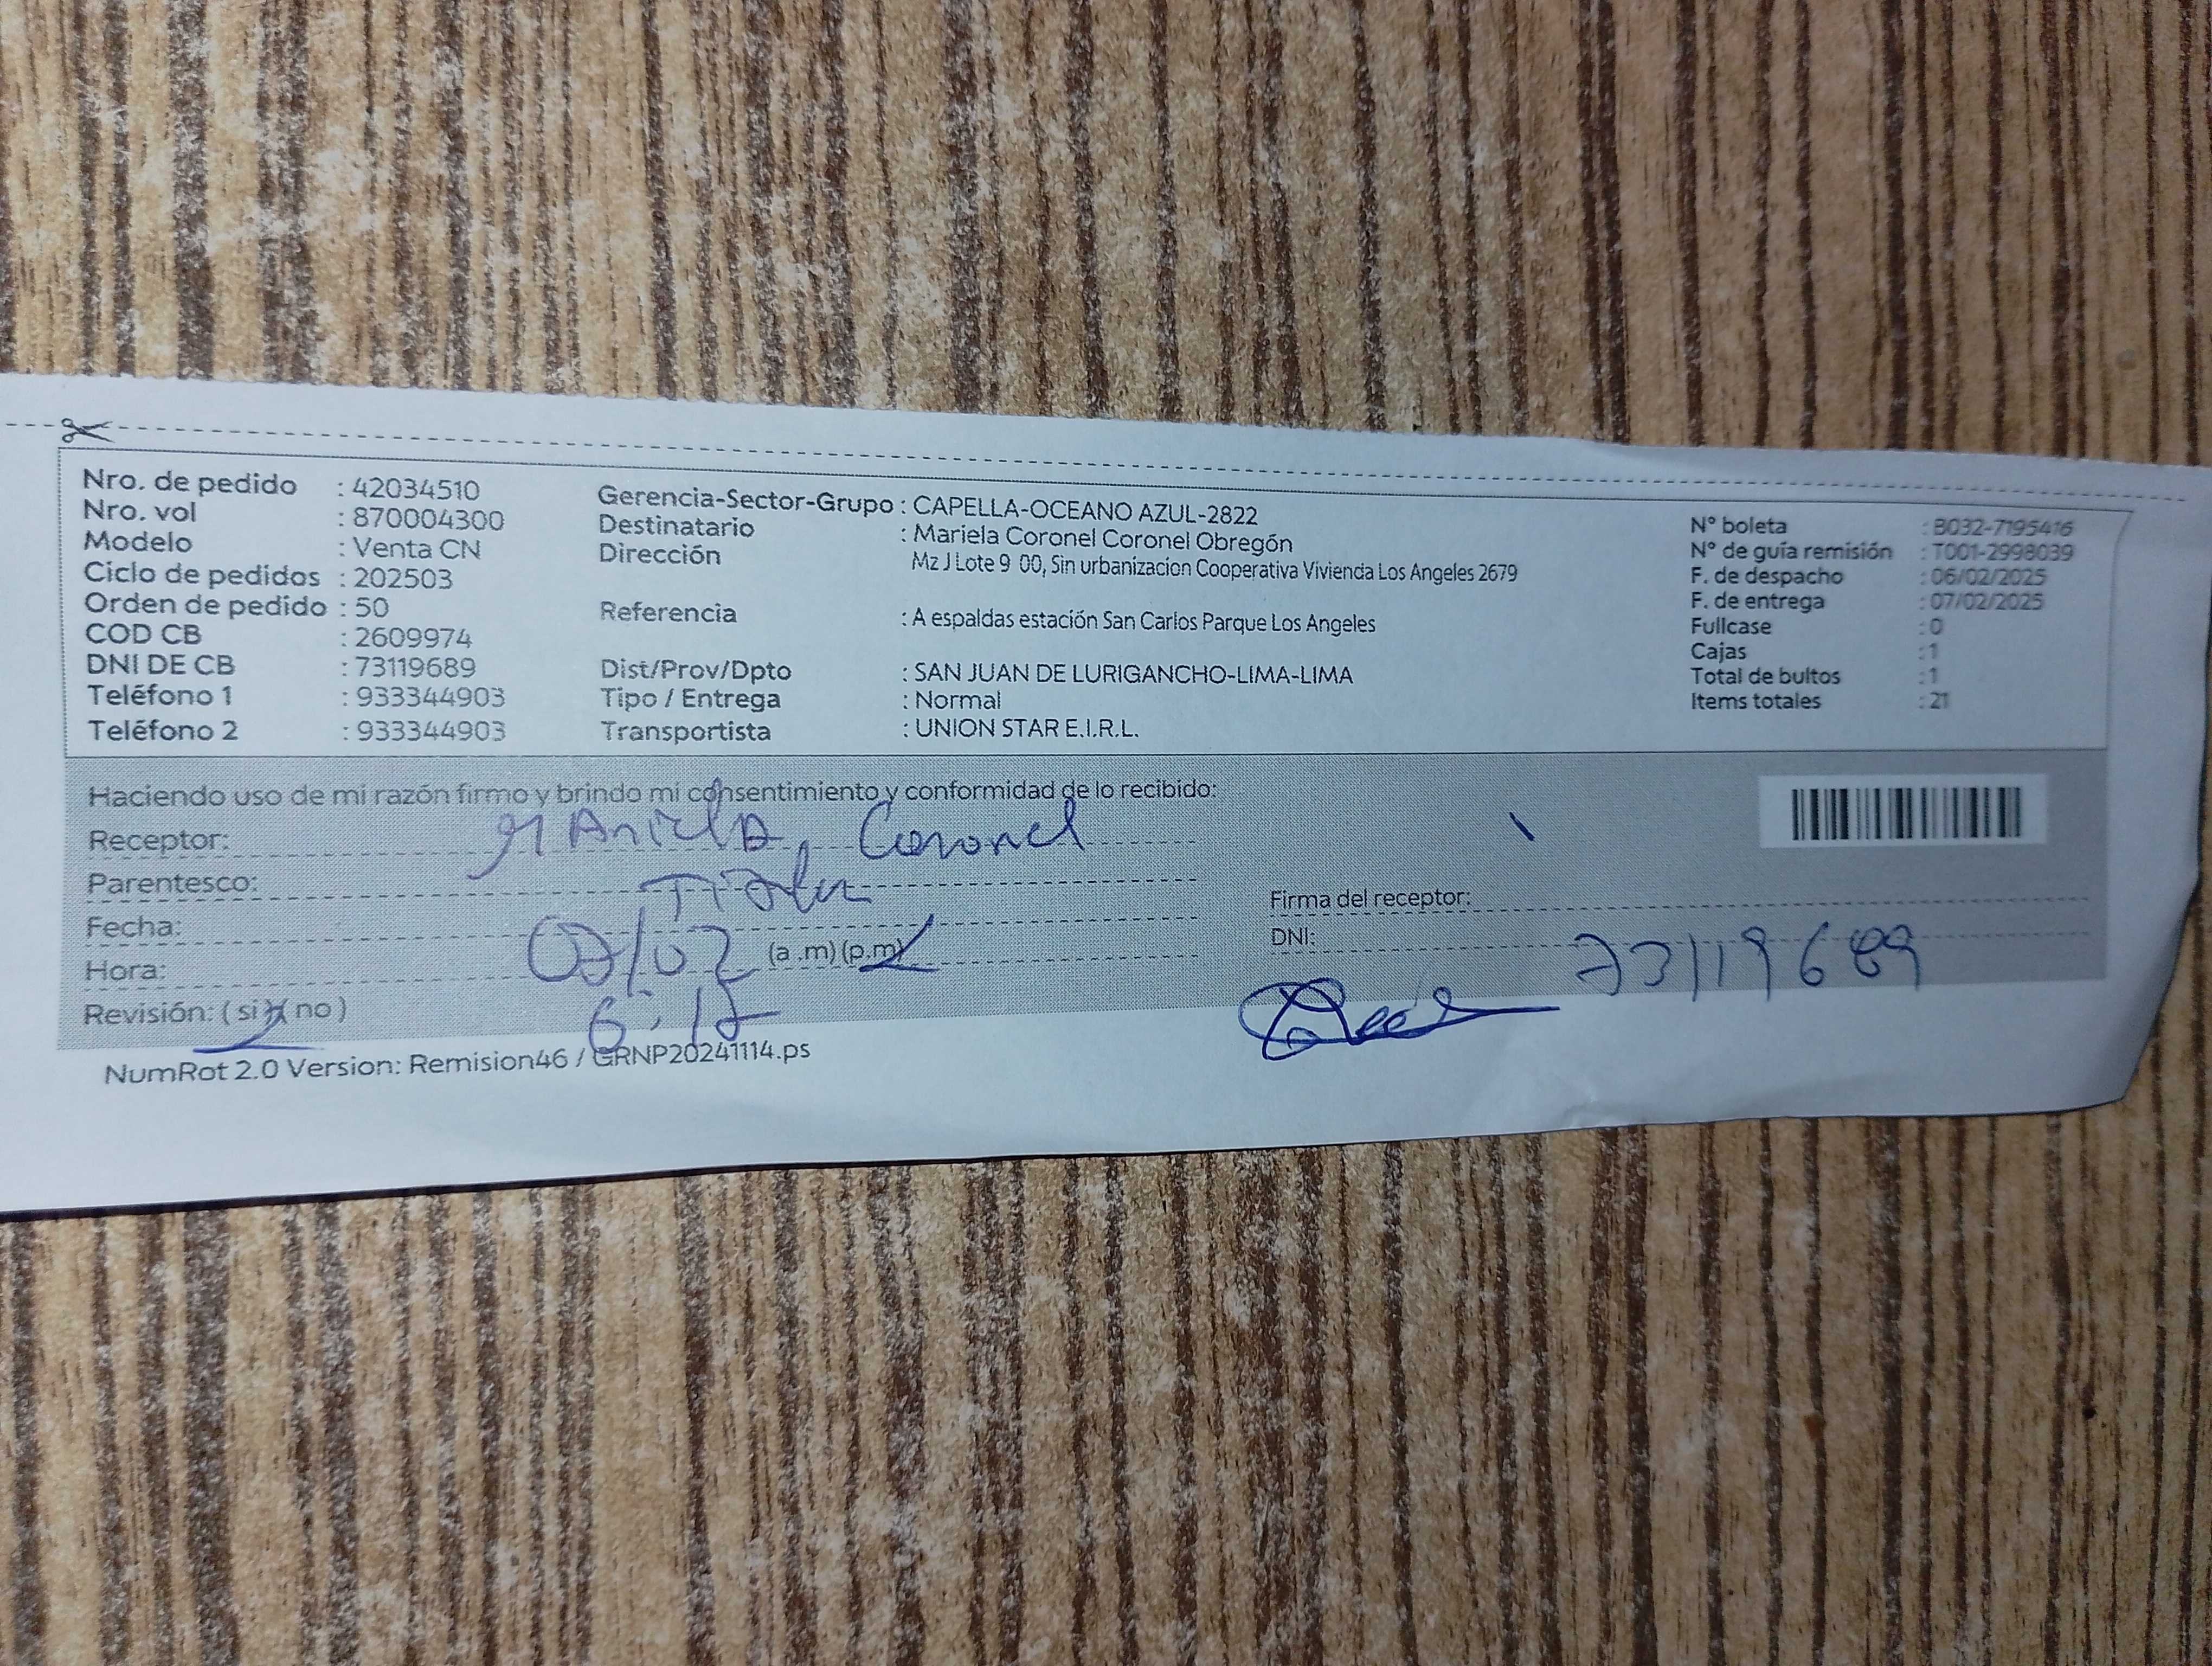 Nro. de pedido : 42034510
Nro. vol : 870004300
Modelo : Venta CN
Ciclo de pedidos : 202503
Orden de pedido : 50
COD CB : 2609974
DNI DE CB : 73119689
Teléfono 1 : 933344903
Teléfono 2 : 933344903
Gerencia-Sector-Grupo : CAPELLA-OCEANO AZUL-2822
Destinatario : Mariela Coronel Coronel Obregón
Dirección Mz J Lote 9 00, Sin urbanizacion Cooperativa Vivienda Los Angeles 2679
Referencia : A espaldas estación San Carlos Parque Los Angeles
Dist/Prov/Dpto : SAN JUAN DE LURIGANCHO-LIMA-LIMA
Tipo / Entrega : Normal
Transportista : UNION STAR E.I.R.L.
N° boleta : B032-7195416
N° de guía remisión : T001-2998039
F. de despacho : 06/02/2025
F. de entrega : 07/02/2025
Fullcase : 0
Cajas : 1
Total de bultos : 1
Items totales : 21
Haciendo uso de mi razón firmo y brindo mi consentimiento y conformidad de lo recibido:
Receptor: Mariela Coronel
Parentesco: Titular
Fecha: 07/02
Hora: (a .m) (p.m)
Revisión: ( si ) ( no )
Firma del receptor:
DNI: 73119689
NumRot 2.0 Version: Remision46 / GRNP20241114.ps